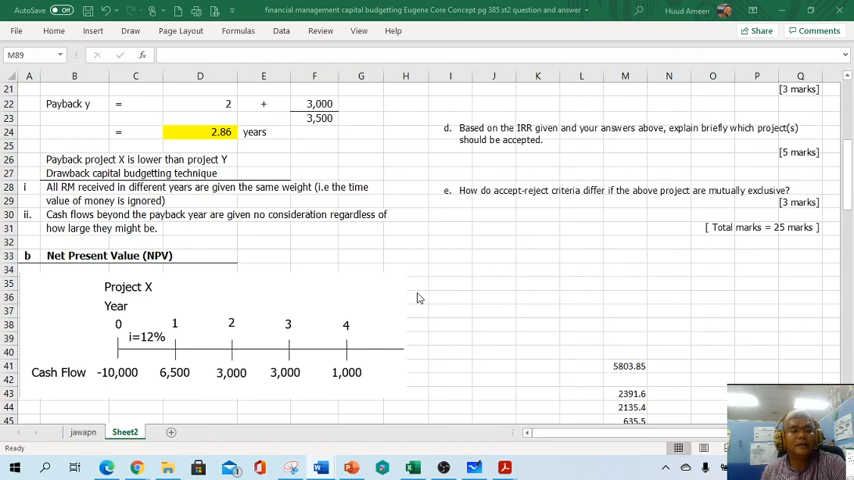 AutoSave Off
financial management capital budgetting Eugene Core Concept pg 385 st2 question and answer
Huud Ameen
File Home Insert Draw Page Layout Formulas Data Review View Help
Share Comments
M89 fx
A B C D E F G H I J K L M N O P Q
21 [3 marks]
22 Payback y = 2 + 3,000
23 3,500
24 = 2.86 years
25
26 Payback project X is lower than project Y
27 Drawback capital budgetting technique
28 i All RM received in different years are given the same weight (i.e the time
29 value of money is ignored)
30 ii. Cash flows beyond the payback year are given no consideration regardless of
31 how large they might be.
32
33 b Net Present Value (NPV)
34
35
36
37
38
39
40
41 5803.85
42
43 2391.6
44 2135.4
45 635.5
d. Based on the IRR given and your answers above, explain briefly which project(s)
should be accepted.
[5 marks]
e. How do accept-reject criteria differ if the above project are mutually exclusive?
[3 marks]
[ Total marks = 25 marks ]
Project X
Year
0 1 2 3 4
i=12%
Cash Flow -10,000 6,500 3,000 3,000 1,000
jawapn Sheet2